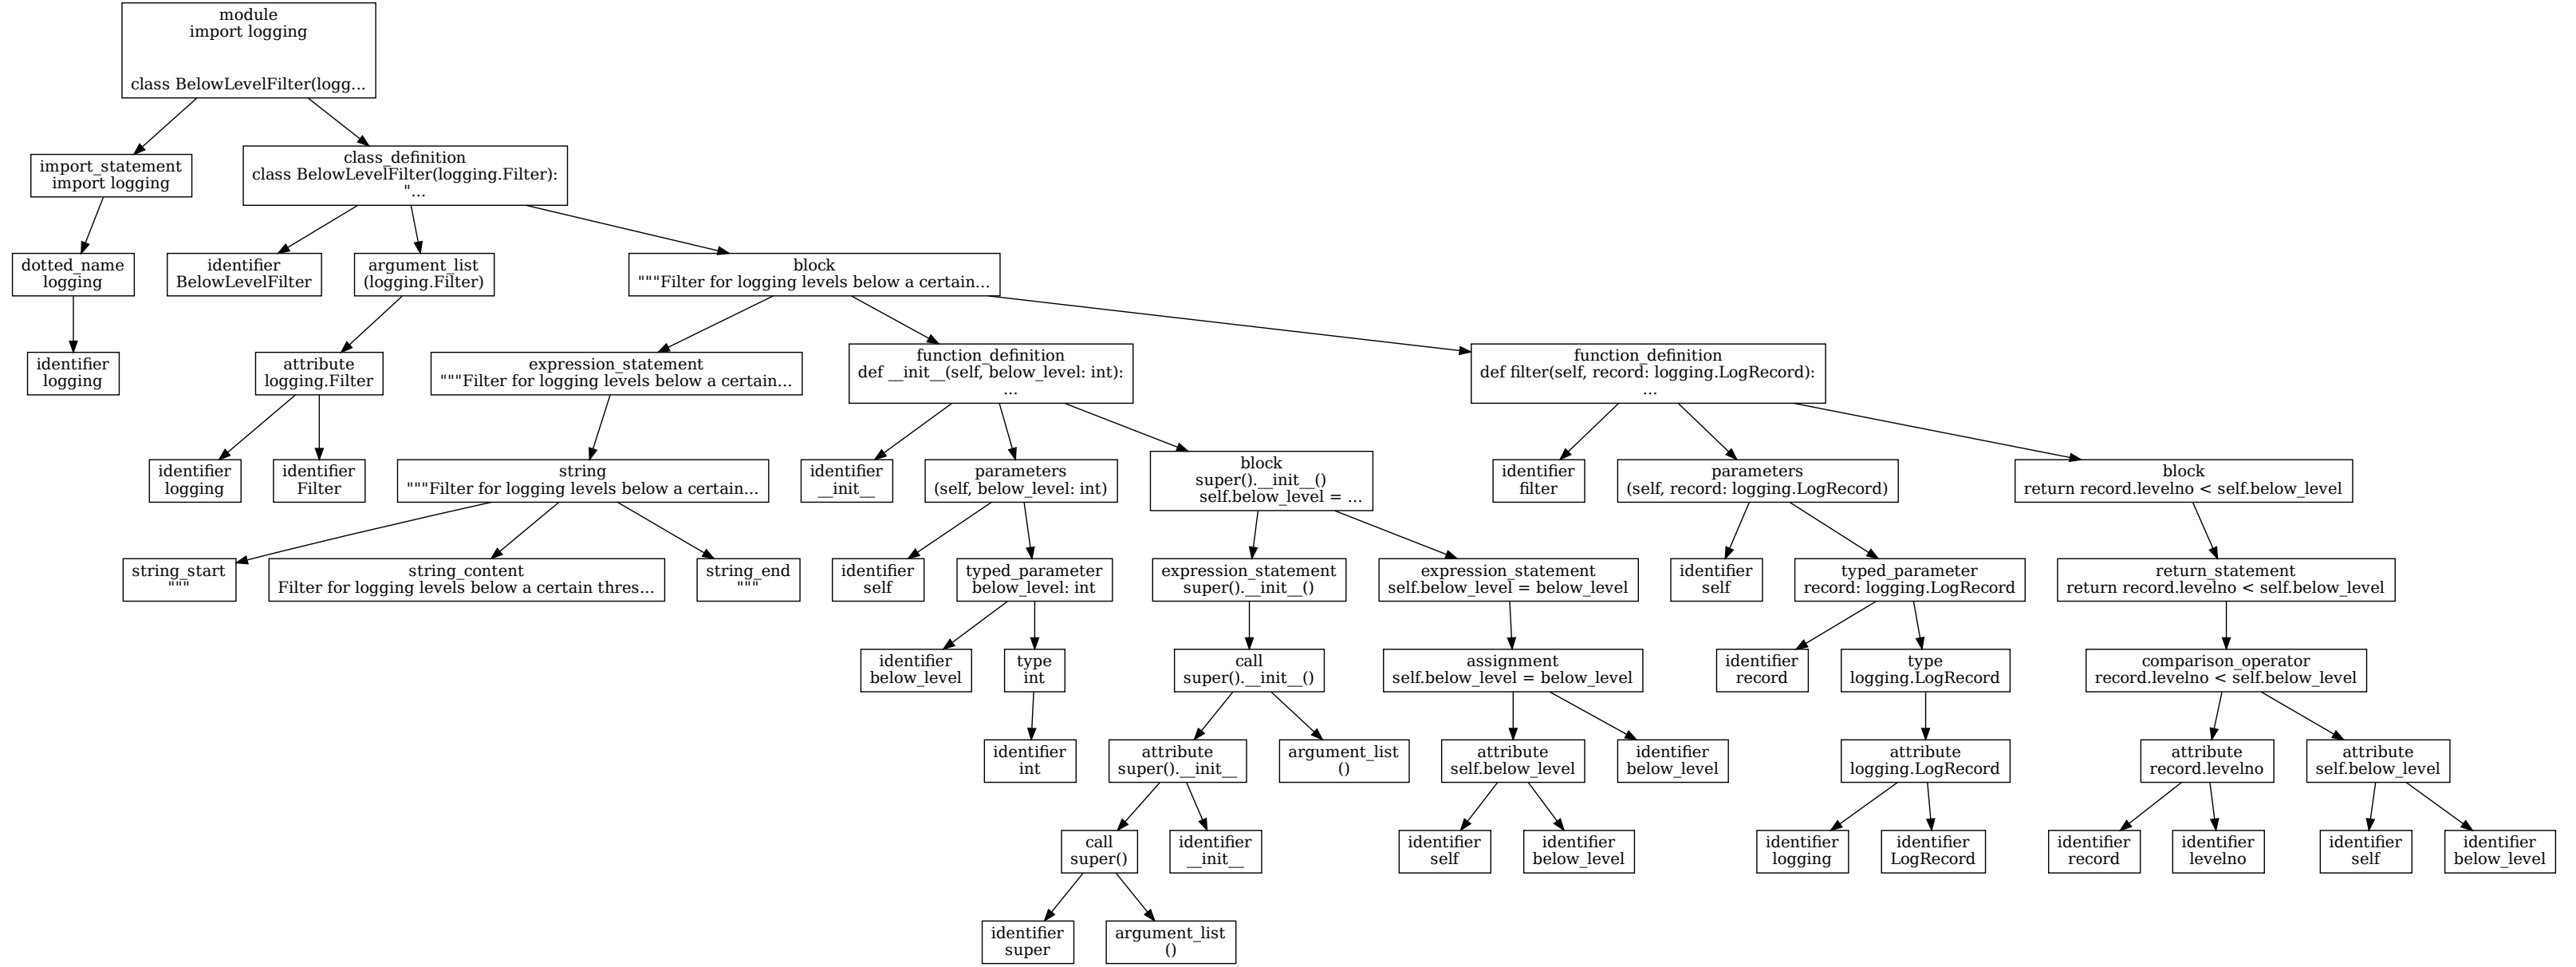 module
import logging
class BelowLevelFilter(logg...
import_statement
import logging
class_definition
class BelowLevelFilter(logging.Filter):
"...
dotted_name
logging
identifier
BelowLevelFilter
argument_list
(logging.Filter)
block
"""Filter for logging levels below a certain...
identifier
logging
attribute
logging.Filter
expression_statement
"""Filter for logging levels below a certain...
function_definition
def __init__(self, below_level: int):
...
function_definition
def filter(self, record: logging.LogRecord):
...
identifier
logging
identifier
Filter
string
"""Filter for logging levels below a certain...
identifier
__init__
parameters
(self, below_level: int)
block
super().__init__()
self.below_level = ...
identifier
filter
parameters
(self, record: logging.LogRecord)
block
return record.levelno < self.below_level
string_start
"""
string_content
Filter for logging levels below a certain thres...
string_end
"""
identifier
self
typed_parameter
below_level: int
expression_statement
super().__init__()
expression_statement
self.below_level = below_level
identifier
self
typed_parameter
record: logging.LogRecord
return_statement
return record.levelno < self.below_level
identifier
below_level
type
int
call
super().__init__()
assignment
self.below_level = below_level
identifier
record
type
logging.LogRecord
comparison_operator
record.levelno < self.below_level
identifier
int
attribute
super().__init__
argument_list
()
attribute
self.below_level
identifier
below_level
attribute
logging.LogRecord
attribute
record.levelno
attribute
self.below_level
call
super()
identifier
__init__
identifier
self
identifier
below_level
identifier
logging
identifier
LogRecord
identifier
record
identifier
levelno
identifier
self
identifier
below_level
identifier
super
argument_list
()